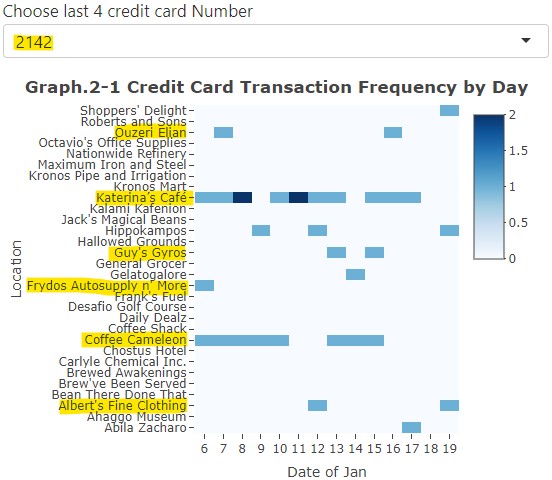 Choose last 4 credit card Number
2142
Graph.2-1 Credit Card Transaction Frequency by Day
Shoppers' Delight
Roberts and Sons
Ouzeri Elian
Octavio's Office Supplies
Nationwide Refinery
Maximum Iron and Steel
Kronos Pipe and Irrigation
Kronos Mart
Katerina's Café
Kalami Kafenion
Jack's Magical Beans
Hippokampos
Hallowed Grounds
Guy's Gyros
General Grocer
Gelatogalore
Frydos Autosupply n' More
Frank's Fuel
Desafio Golf Course
Daily Dealz
Coffee Shack
Coffee Cameleon
Chostus Hotel
Carlyle Chemical Inc.
Brewed Awakenings
Brew've Been Served
Bean There Done That
Albert's Fine Clothing
Ahaggo Museum
Abila Zacharo
Location
6 7 8 9 10 11 12 13 14 15 16 17 18 19
Date of Jan
2
1.5
1
0.5
0